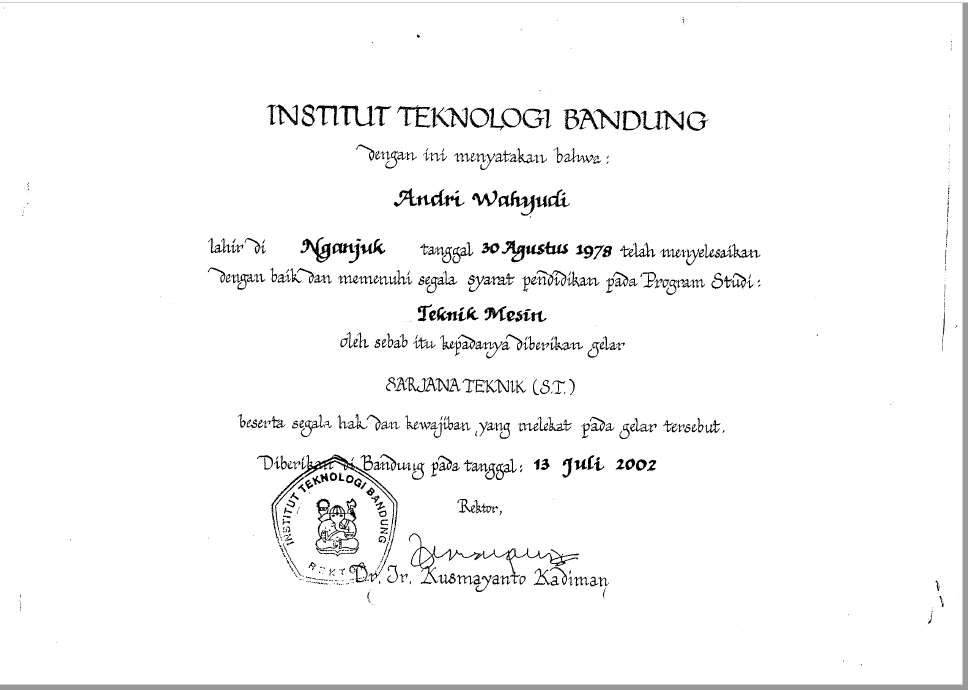 INSTITUT TEKNOLOGI BANDUNG
dengan ini menyatakan bahwa :
Andri Wahyudi
lahir di Nganjuk tanggal 30 Agustus 1978 telah menyelesaikan
dengan baik dan memenuhi segala syarat pendidikan pada Program Studi :
Teknik Mesin
oleh sebab itu kepadanya diberikan gelar
SARJANA TEKNIK (S.T.)
beserta segala hak dan kewajiban yang melekat pada gelar tersebut.
Diberikan di Bandung pada tanggal : 13 Juli 2002
INSTITUT TEKNOLOGI BANDUNG
REKTOR
Rektor,
Dr. Ir. Kusmayanto Kadiman